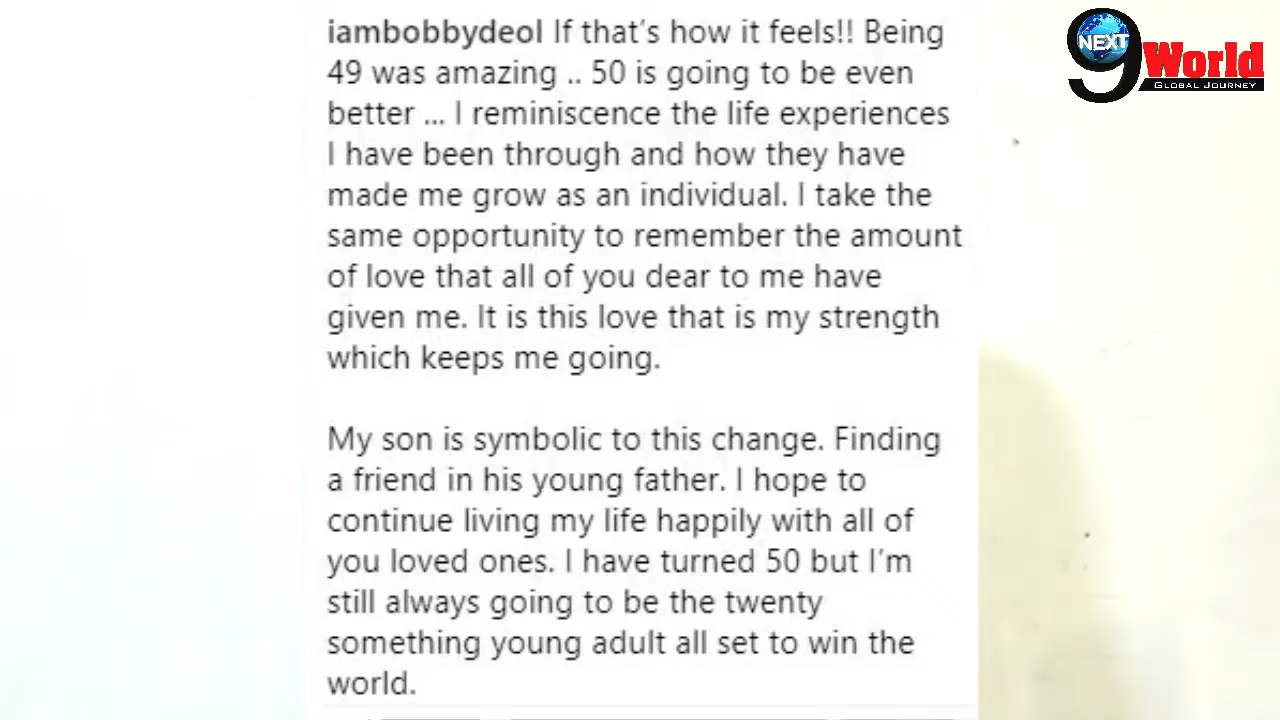 iambobbydeol If that's how it feels!! Being
49 was amazing .. 50 is going to be even
better ... I reminiscence the life experiences
I have been through and how they have
made me grow as an individual. I take the
same opportunity to remember the amount
of love that all of you dear to me have
given me. It is this love that is my strength
which keeps me going.
My son is symbolic to this change. Finding
a friend in his young father. I hope to
continue living my life happily with all of
you loved ones. I have turned 50 but I'm
still always going to be the twenty
something young adult all set to win the
world.
NEXT
9 World
GLOBAL JOURNEY